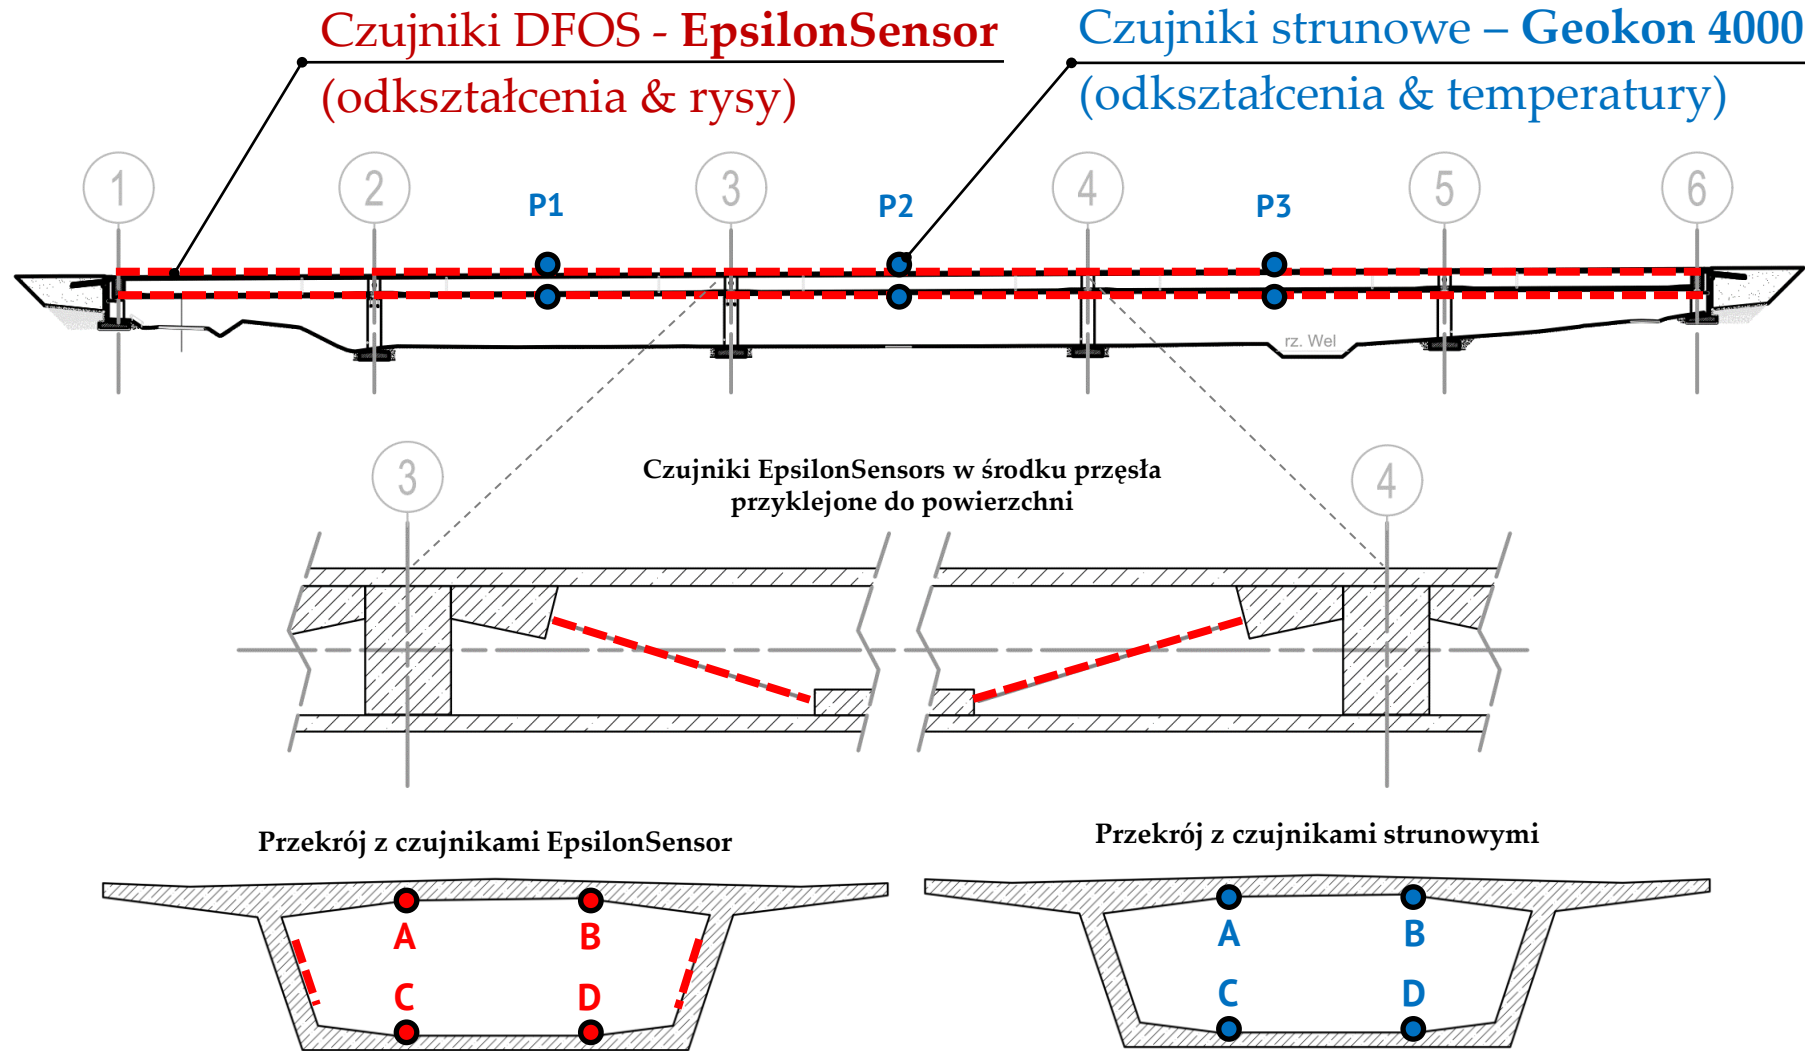 Czujniki DFOS - EpsilonSensor
(odkształcenia & rysy)
Czujniki strunowe – Geokon 4000
(odkształcenia & temperatury)
1
2
P1
3
P2
4
P3
5
6
rz. Wel
3
Czujniki EpsilonSensors w środku przęsła
przyklejone do powierzchni
4
Przekrój z czujnikami EpsilonSensor
A
B
C
D
Przekrój z czujnikami strunowymi
A
B
C
D